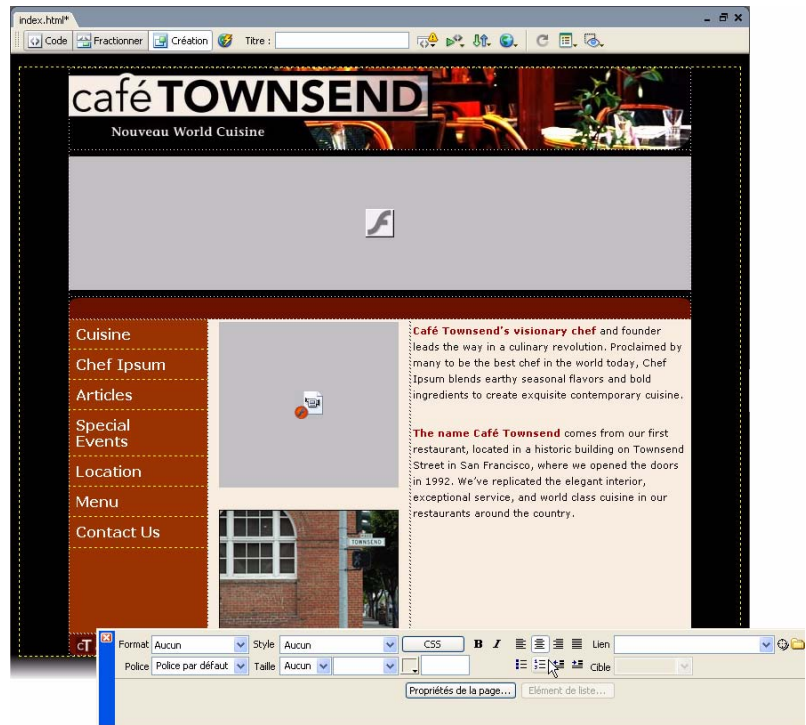 index.html*
Code Fractionner Création Titre :
café TOWNSEND
Nouveau World Cuisine
Cuisine
Chef Ipsum
Articles
Special
Events
Location
Menu
Contact Us
Café Townsend's visionary chef and founder
leads the way in a culinary revolution. Proclaimed by
many to be the best chef in the world today, Chef
Ipsum blends earthy seasonal flavors and bold
ingredients to create exquisite contemporary cuisine.
The name Café Townsend comes from our first
restaurant, located in a historic building on Townsend
Street in San Francisco, where we opened the doors
in 1992. We've replicated the elegant interior,
exceptional service, and world class cuisine in our
restaurants around the country.
TOWNSEND
cT
Format Aucun Style Aucun CSS B I Lien
Police Police par défaut Taille Aucun Cible
Propriétés de la page... Elément de liste...